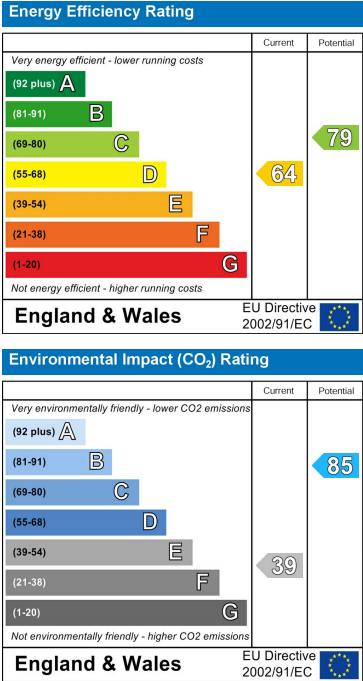 Energy Efficiency Rating
Current Potential
Very energy efficient - lower running costs
(92 plus) A
(81-91) B
(69-80) C
79
(55-68) D
64
(39-54) E
(21-38) F
(1-20) G
Not energy efficient - higher running costs
England & Wales
EU Directive
2002/91/EC
Environmental Impact (CO₂) Rating
Current Potential
Very environmentally friendly - lower CO2 emissions
(92 plus) A
(81-91) B
85
(69-80) C
(55-68) D
(39-54) E
39
(21-38) F
(1-20) G
Not environmentally friendly - higher CO2 emissions
England & Wales
EU Directive
2002/91/EC